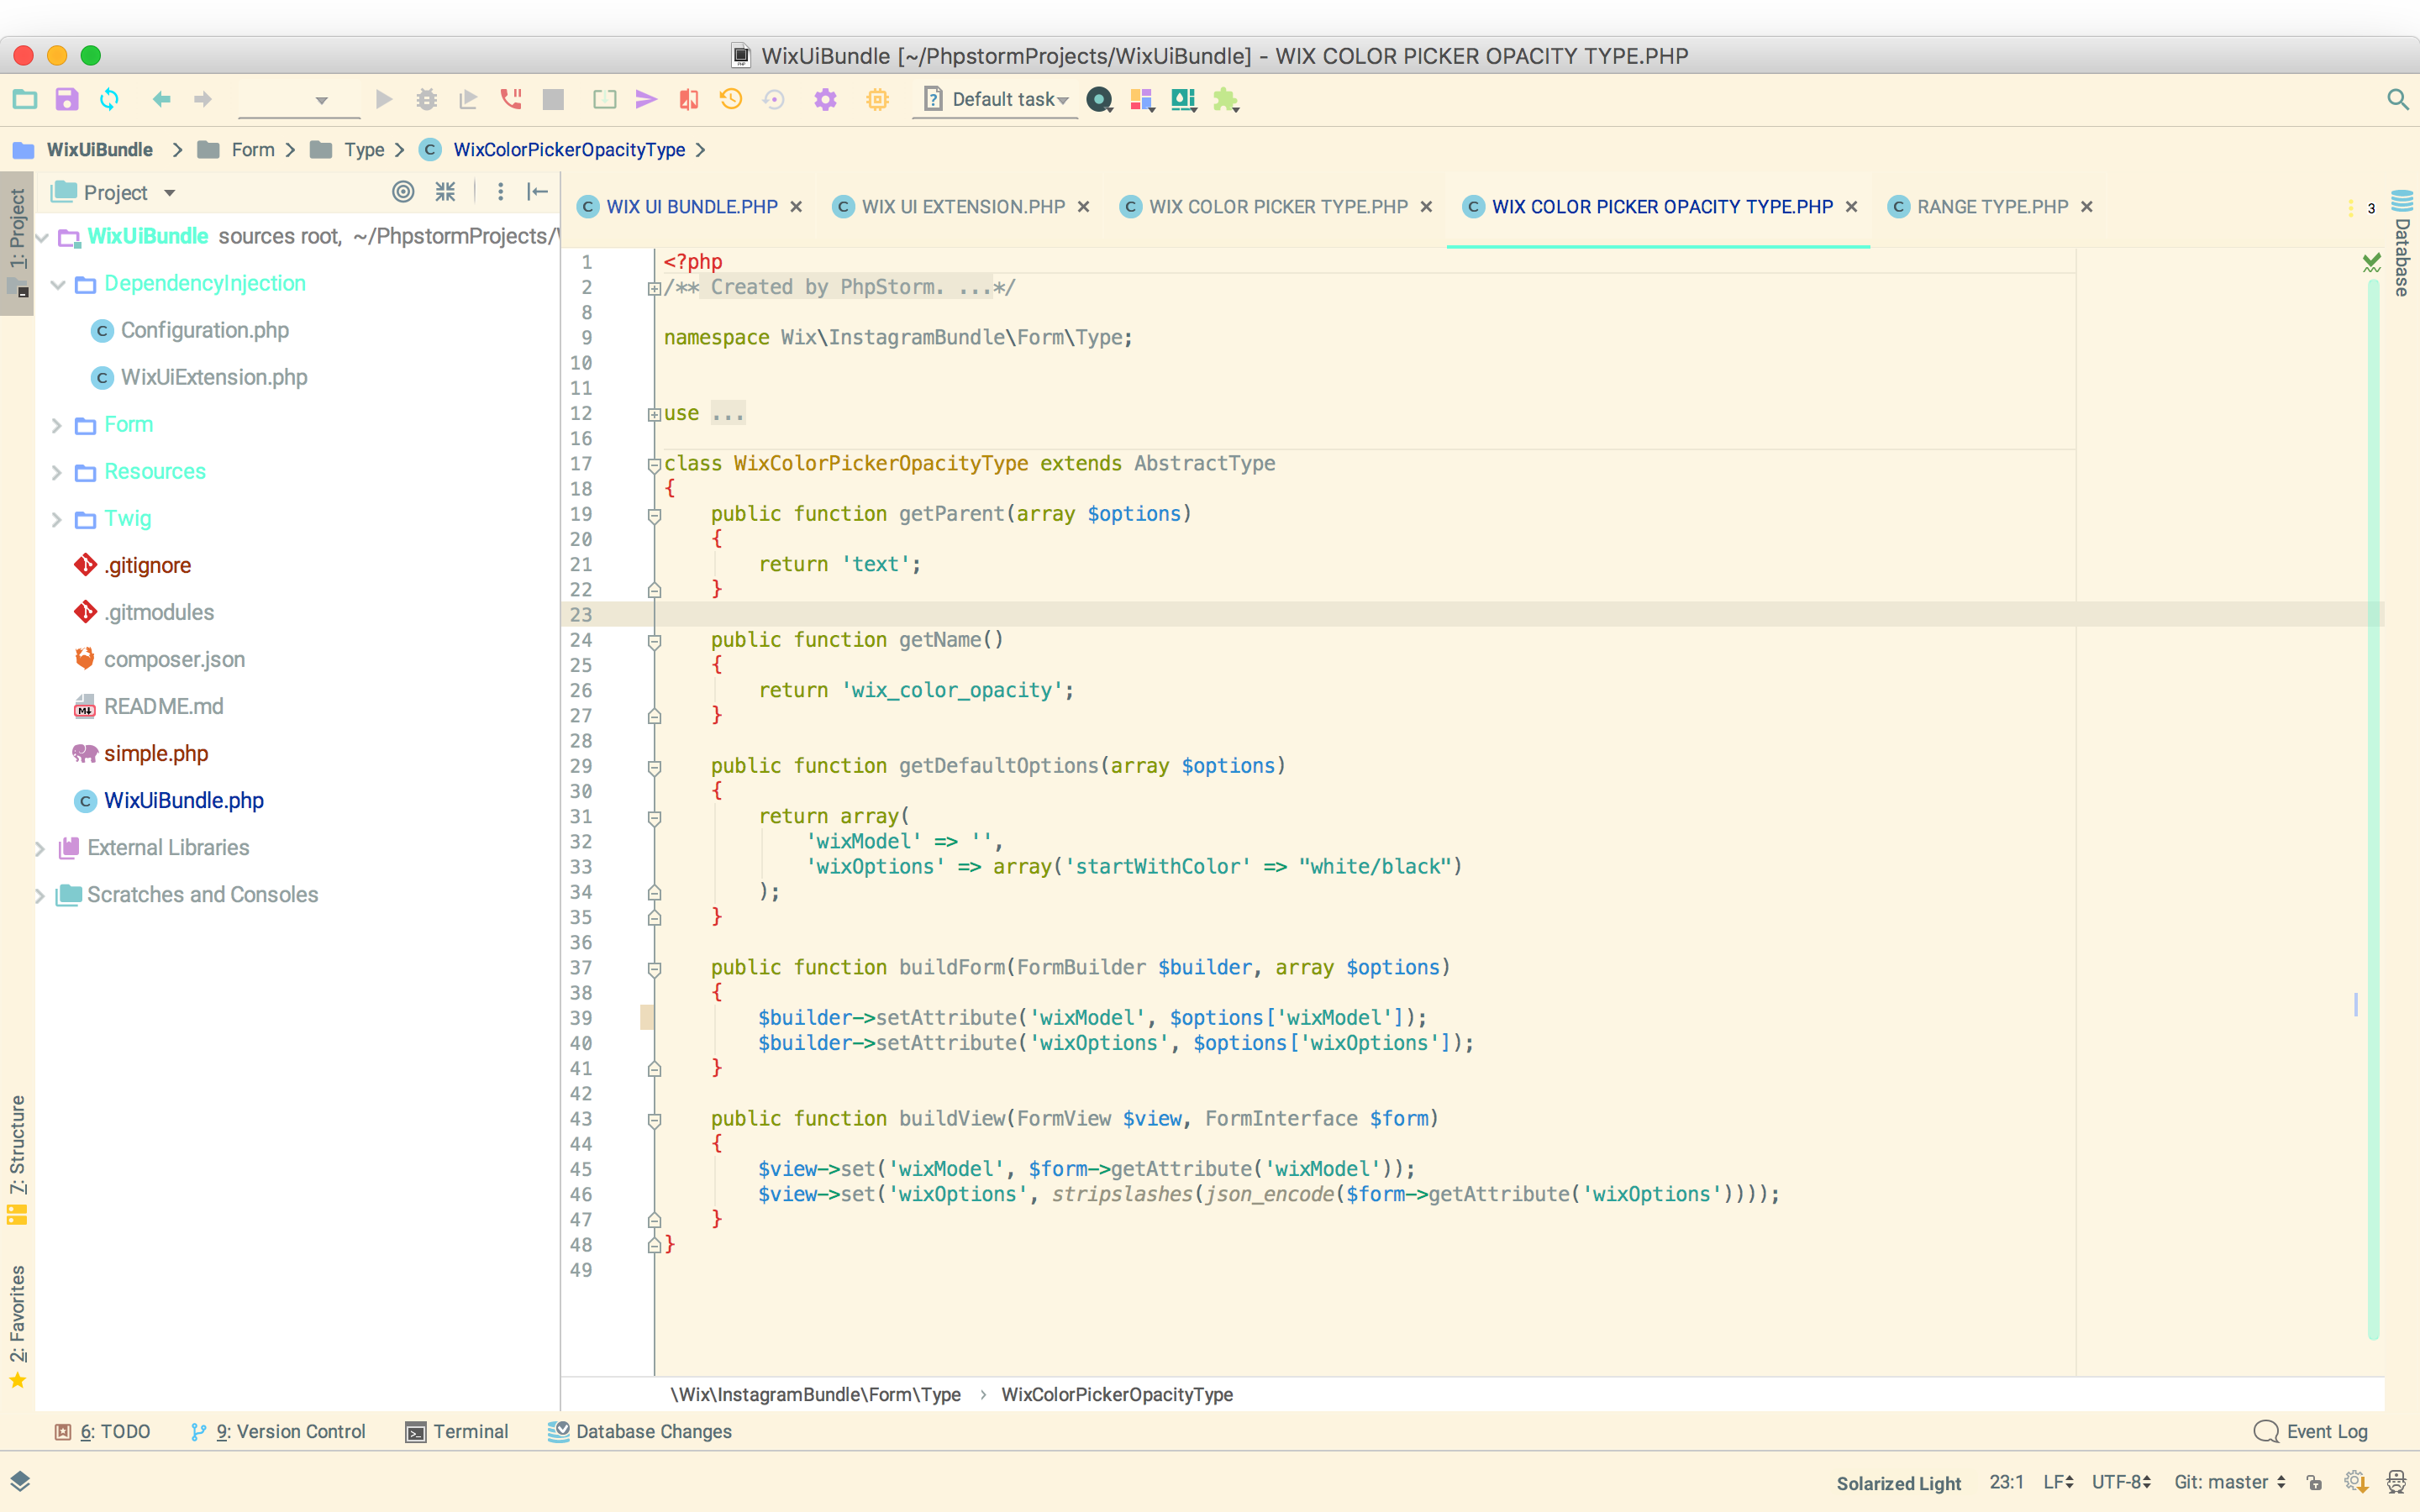 WixUiBundle [~/PhpstormProjects/WixUiBundle] - WIX COLOR PICKER OPACITY TYPE.PHP
Default task
WixUiBundle Form Type C WixColorPickerOpacityType
1: Project
Project
C WIX UI BUNDLE.PHP C WIX UI EXTENSION.PHP C WIX COLOR PICKER TYPE.PHP C WIX COLOR PICKER OPACITY TYPE.PHP C RANGE TYPE.PHP 3
Database
WixUiBundle sources root, ~/PhpstormProjects/
DependencyInjection
C Configuration.php
C WixUiExtension.php
Form
Resources
Twig
.gitignore
.gitmodules
composer.json
README.md
simple.php
C WixUiBundle.php
External Libraries
Scratches and Consoles
7: Structure
2: Favorites
1 <?php
2 /** Created by PhpStorm. ...*/
8
9 namespace Wix\InstagramBundle\Form\Type;
10
11
12 use ...
16
17 class WixColorPickerOpacityType extends AbstractType
18 {
19 public function getParent(array $options)
20 {
21 return 'text';
22 }
23
24 public function getName()
25 {
26 return 'wix_color_opacity';
27 }
28
29 public function getDefaultOptions(array $options)
30 {
31 return array(
32 'wixModel' => '',
33 'wixOptions' => array('startWithColor' => "white/black")
34 );
35 }
36
37 public function buildForm(FormBuilder $builder, array $options)
38 {
39 $builder->setAttribute('wixModel', $options['wixModel']);
40 $builder->setAttribute('wixOptions', $options['wixOptions']);
41 }
42
43 public function buildView(FormView $view, FormInterface $form)
44 {
45 $view->set('wixModel', $form->getAttribute('wixModel'));
46 $view->set('wixOptions', stripslashes(json_encode($form->getAttribute('wixOptions'))));
47 }
48 }
49
\Wix\InstagramBundle\Form\Type › WixColorPickerOpacityType
6: TODO 9: Version Control Terminal Database Changes Event Log
Solarized Light 23:1 LF UTF-8 Git: master